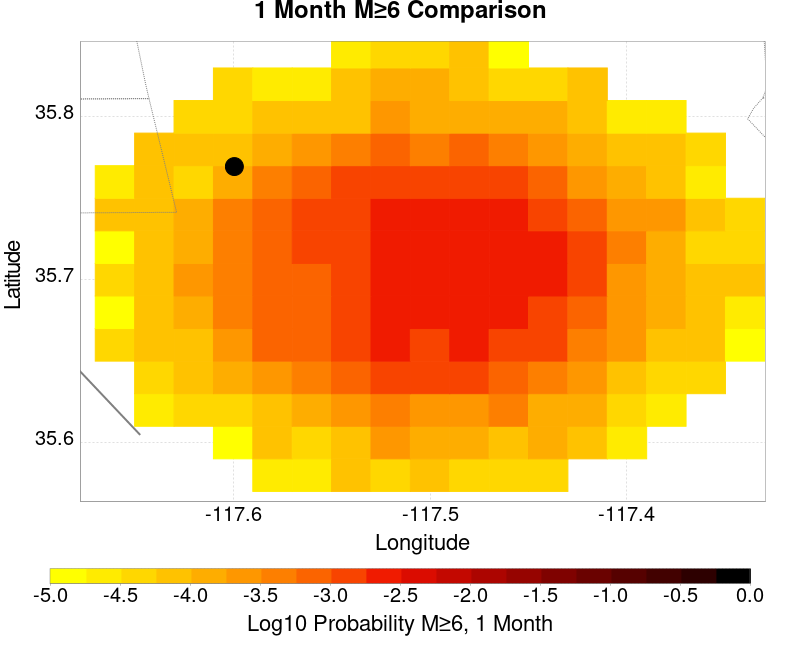 1 Month M≥6 Comparison
35.8
35.7
35.6
Latitude
-117.6 -117.5 -117.4
Longitude
-5.0 -4.5 -4.0 -3.5 -3.0 -2.5 -2.0 -1.5 -1.0 -0.5 0.0
Log10 Probability M≥6, 1 Month